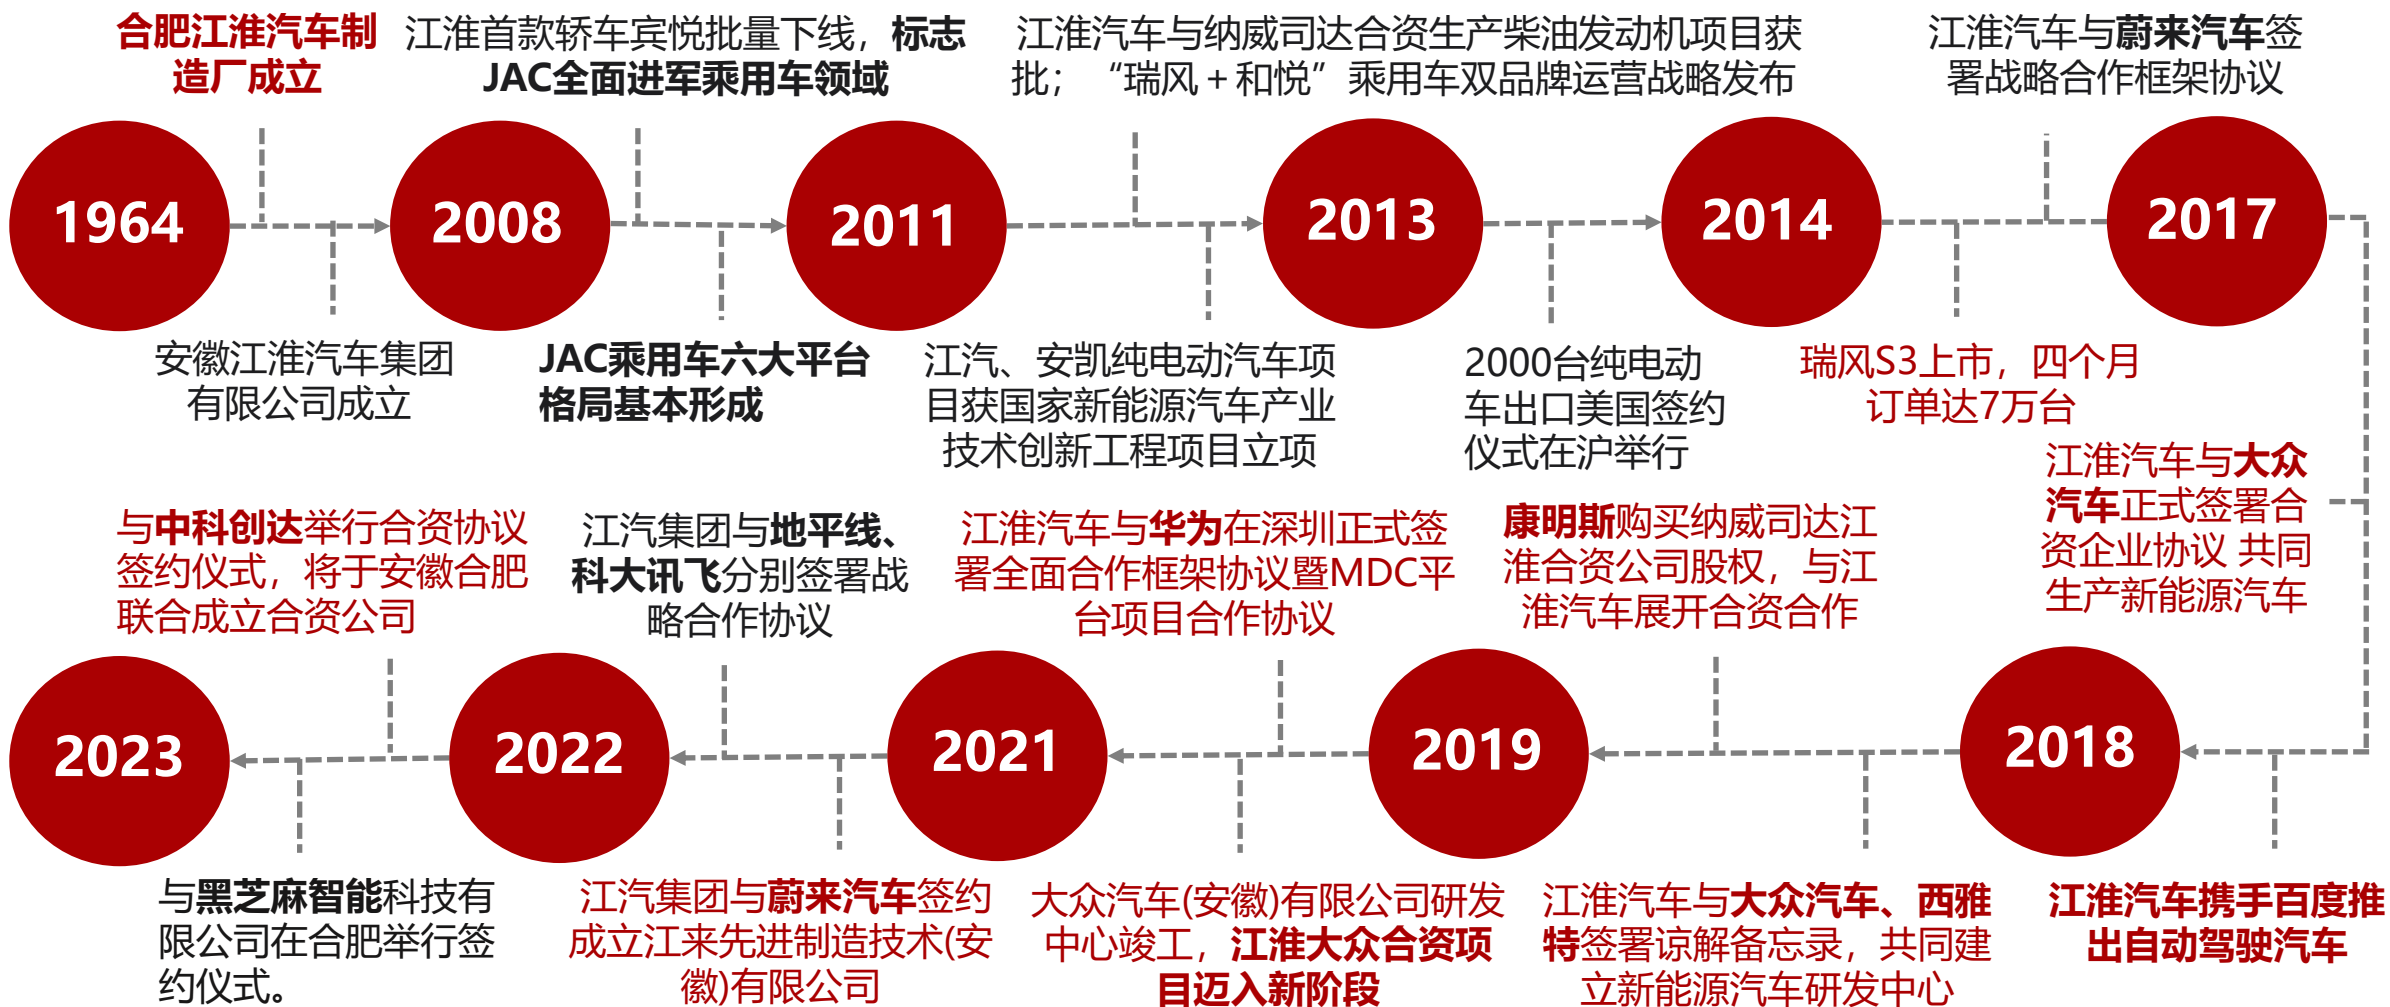 合肥江淮汽车制
造厂成立
江淮首款轿车宾悦批量下线，标志
JAC全面进军乘用车领域
江淮汽车与纳威司达合资生产柴油发动机项目获
批；“瑞风＋和悦”乘用车双品牌运营战略发布
江淮汽车与蔚来汽车签
署战略合作框架协议
1964
2008
2011
2013
2014
2017
安徽江淮汽车集团
有限公司成立
JAC乘用车六大平台
格局基本形成
江汽、安凯纯电动汽车项
目获国家新能源汽车产业
技术创新工程项目立项
2000台纯电动
车出口美国签约
仪式在沪举行
瑞风S3上市，四个月
订单达7万台
江淮汽车与大众
汽车正式签署合
资企业协议 共同
生产新能源汽车
与中科创达举行合资协议
签约仪式，将于安徽合肥
联合成立合资公司
江汽集团与地平线、
科大讯飞分别签署战
略合作协议
江淮汽车与华为在深圳正式签
署全面合作框架协议暨MDC平
台项目合作协议
康明斯购买纳威司达江
淮合资公司股权，与江
淮汽车展开合资合作
2023
2022
2021
2019
2018
与黑芝麻智能科技有
限公司在合肥举行签
约仪式。
江汽集团与蔚来汽车签约
成立江来先进制造技术(安
徽)有限公司
大众汽车(安徽)有限公司研发
中心竣工，江淮大众合资项
目迈入新阶段
江淮汽车与大众汽车、西雅
特签署谅解备忘录，共同建
立新能源汽车研发中心
江淮汽车携手百度推
出自动驾驶汽车